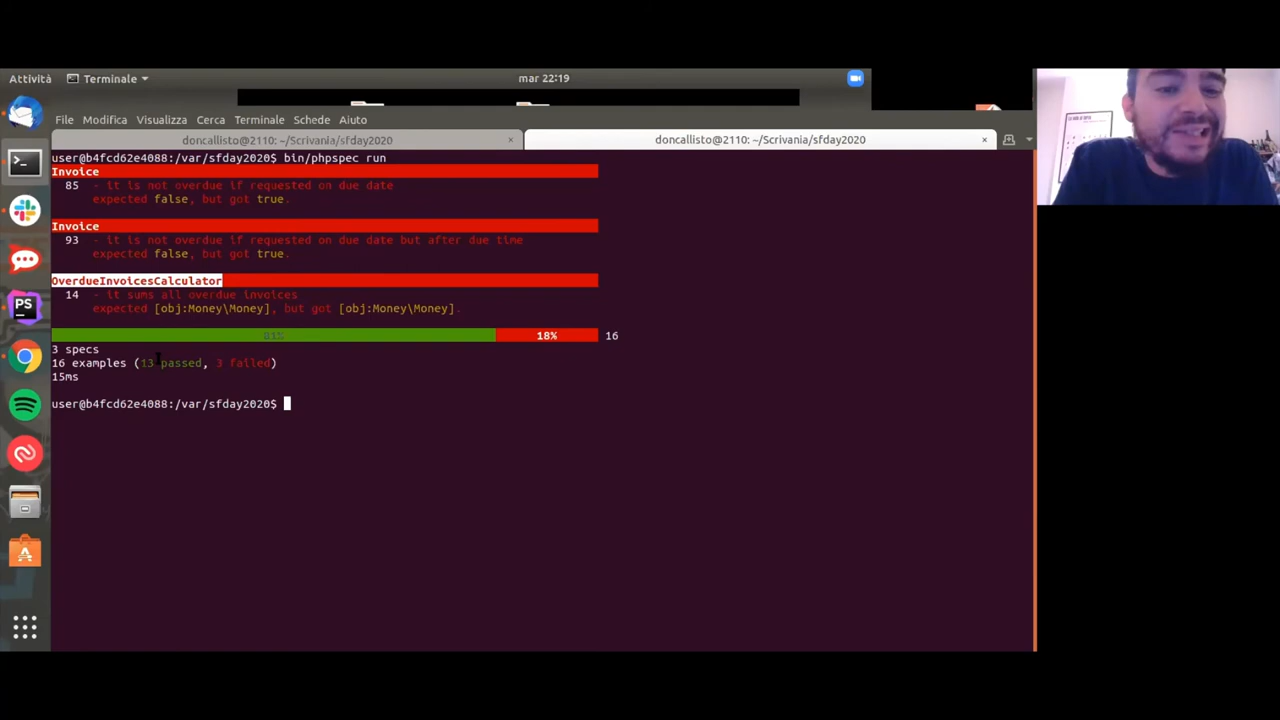 Attività
Terminale
mar 22:19
File Modifica Visualizza Cerca Terminale Schede Aiuto
doncallisto@2110: ~/Scrivania/sfday2020
doncallisto@2110: ~/Scrivania/sfday2020
user@b4fcd62e4088:/var/sfday2020$ bin/phpspec run
Invoice
85 - it is not overdue if requested on due date
expected false, but got true.
Invoice
93 - it is not overdue if requested on due date but after due time
expected false, but got true.
OverdueInvoicesCalculator
14 - it sums all overdue invoices
expected [obj:Money\Money], but got [obj:Money\Money].
81% 18% 16
3 specs
16 examples (13 passed, 3 failed)
15ms
user@b4fcd62e4088:/var/sfday2020$
PS